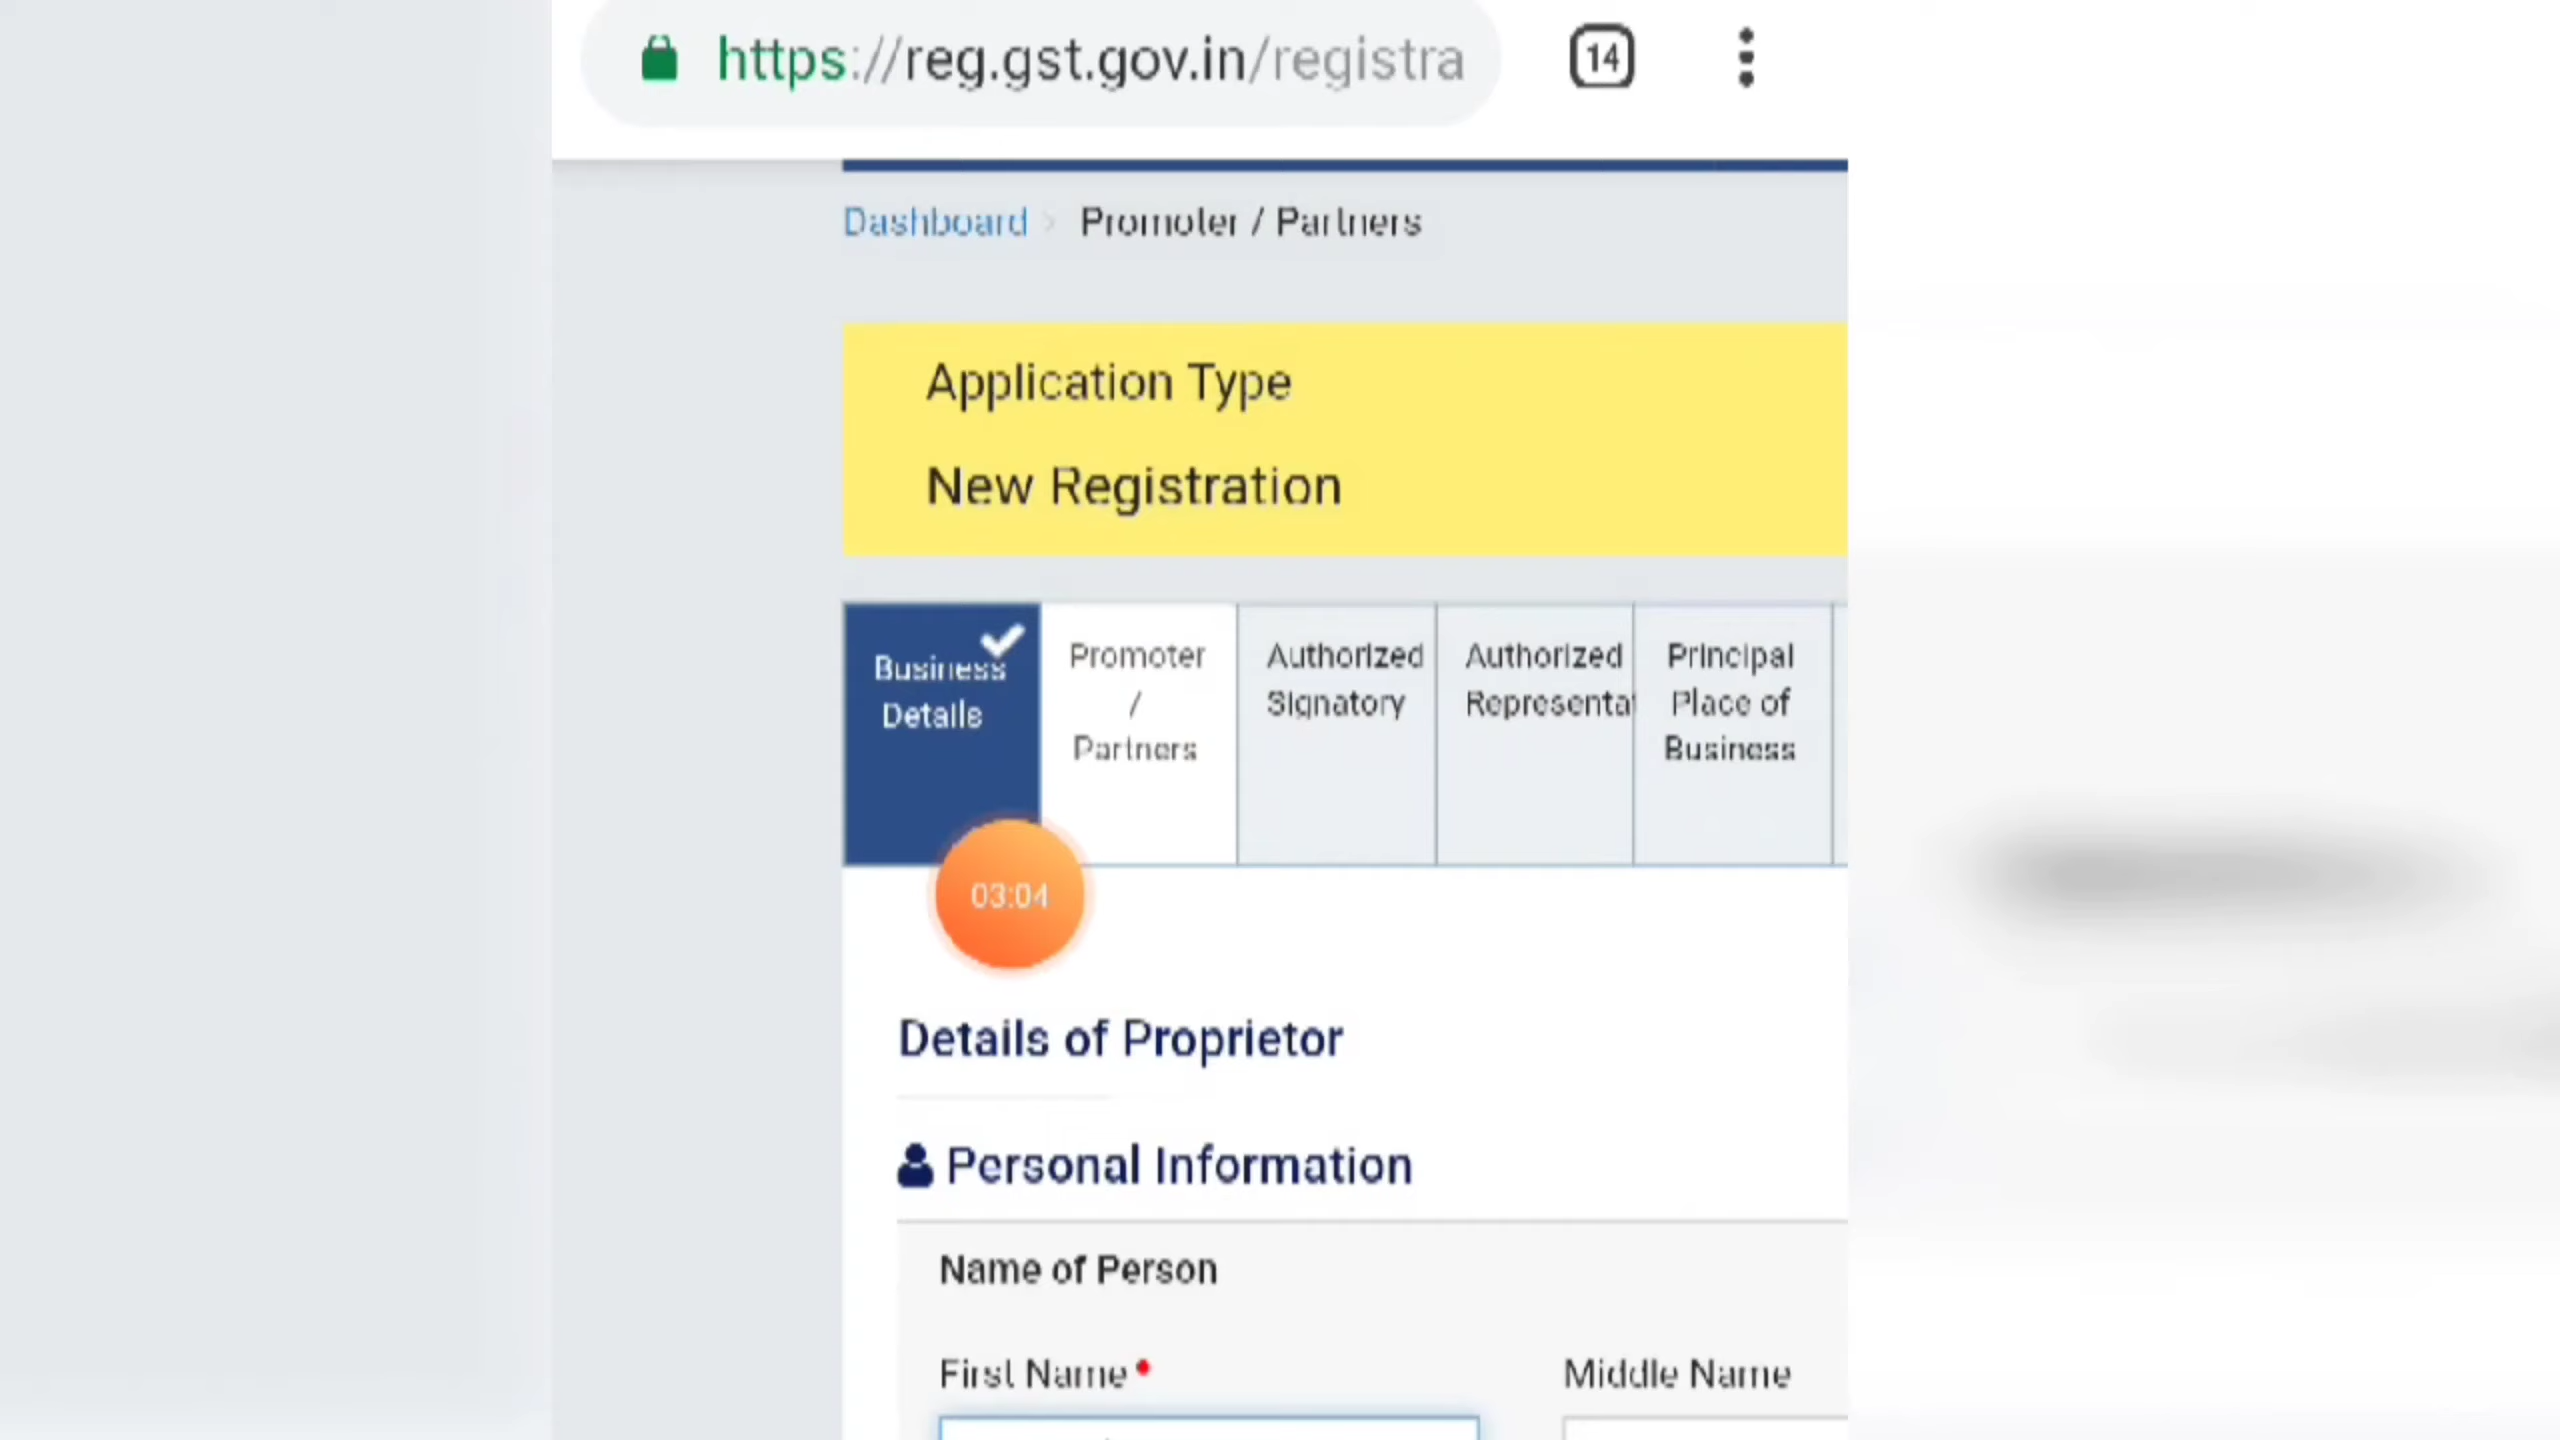 https://reg.gst.gov.in/registra
14
Dashboard > Promoter / Partners
Application Type
New Registration
Business Details
Promoter / Partners
Authorized Signatory
Authorized Representat
Principal Place of Business
03:04
Details of Proprietor
Personal Information
Name of Person
First Name
Middle Name